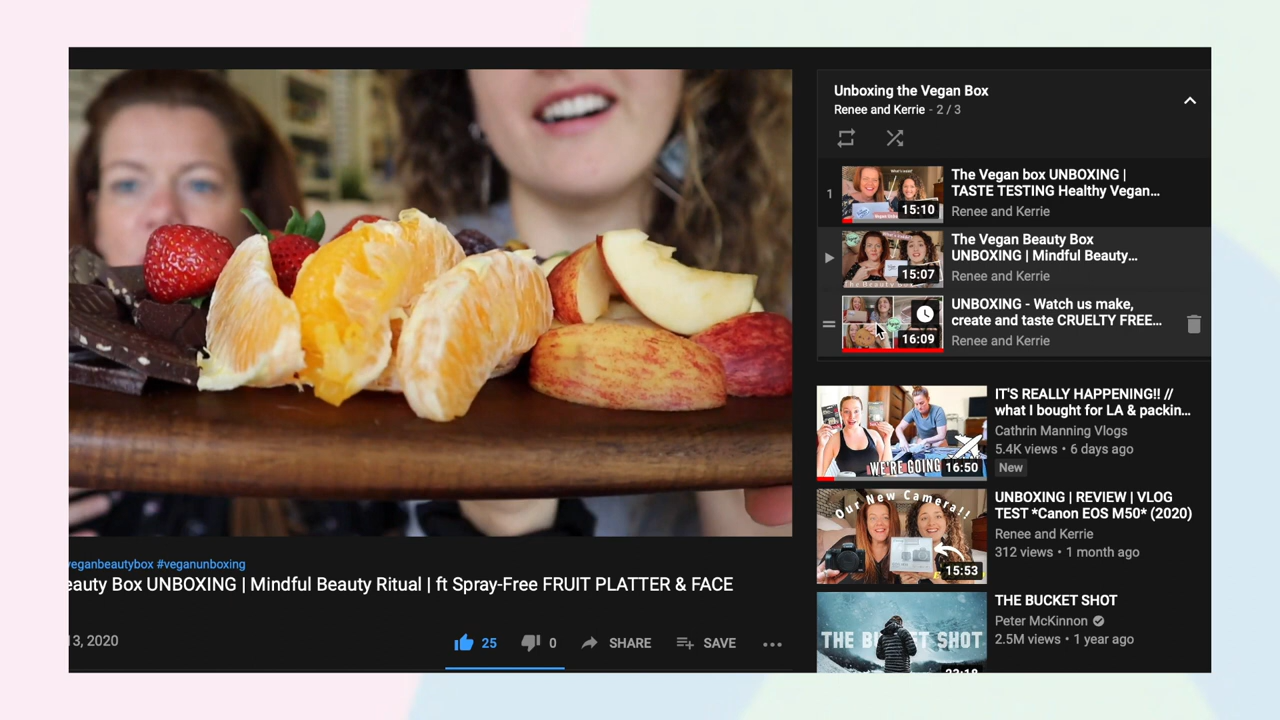 Unboxing the Vegan Box
Renee and Kerrie - 2 / 3
1
15:10
The Vegan box UNBOXING |
TASTE TESTING Healthy Vegan...
Renee and Kerrie
15:07
The Vegan Beauty Box
UNBOXING | Mindful Beauty...
Renee and Kerrie
16:09
UNBOXING - Watch us make,
create and taste CRUELTY FREE...
Renee and Kerrie
WE'RE GOING
16:50
IT'S REALLY HAPPENING!! //
what I bought for LA & packin...
Cathrin Manning Vlogs
5.4K views • 6 days ago
New
Our New Camera!!
15:53
UNBOXING | REVIEW | VLOG
TEST *Canon EOS M50* (2020)
Renee and Kerrie
312 views • 1 month ago
THE BUCKET SHOT
THE BUCKET SHOT
Peter McKinnon
2.5M views • 1 year ago
veganbeautybox #veganunboxing
eauty Box UNBOXING | Mindful Beauty Ritual | ft Spray-Free FRUIT PLATTER & FACE
3, 2020
25
0
SHARE
SAVE